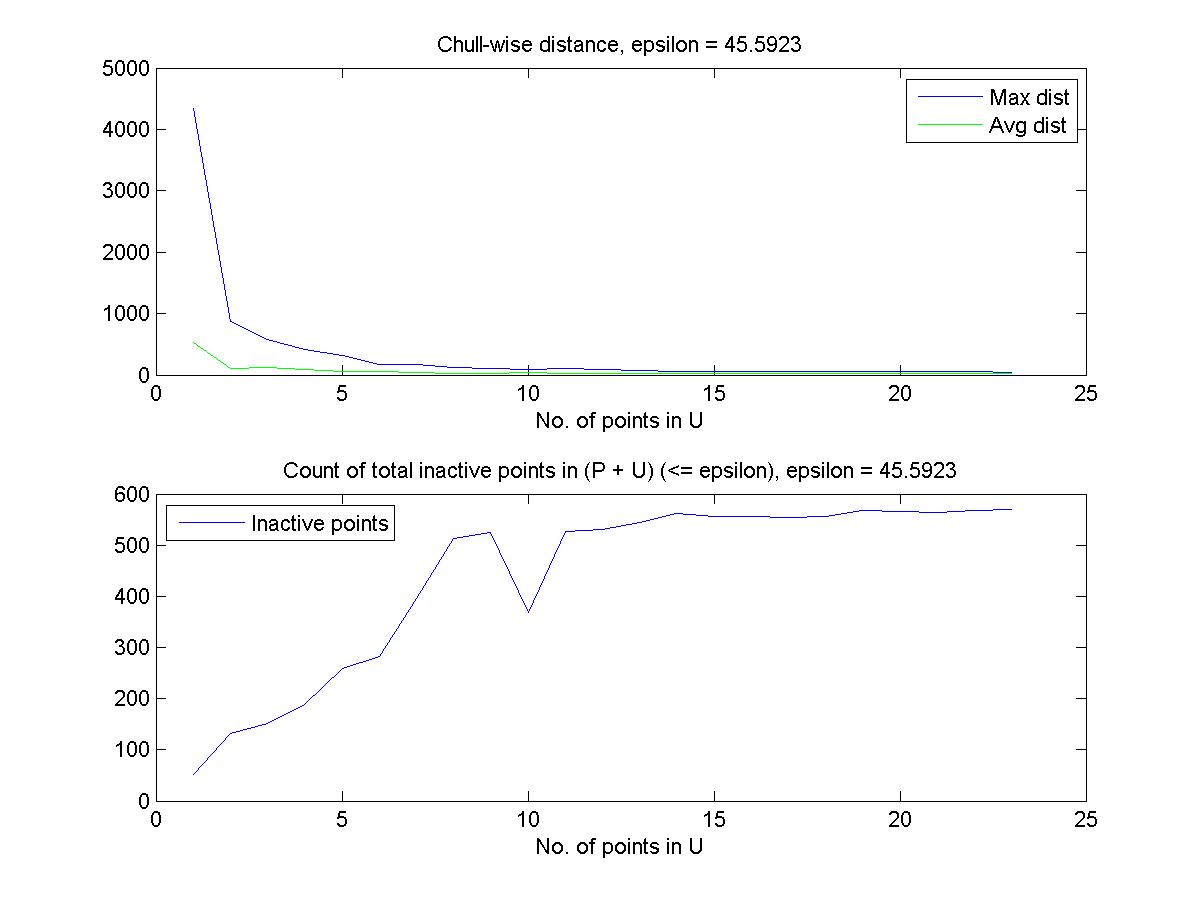 Chull-wise distance, epsilon = 45.5923
5000
4000
3000
2000
1000
0
Max dist
Avg dist
0 5 10 15 20 25
No. of points in U
Count of total inactive points in (P + U) (<= epsilon), epsilon = 45.5923
600
500
400
300
200
100
0
Inactive points
0 5 10 15 20 25
No. of points in U